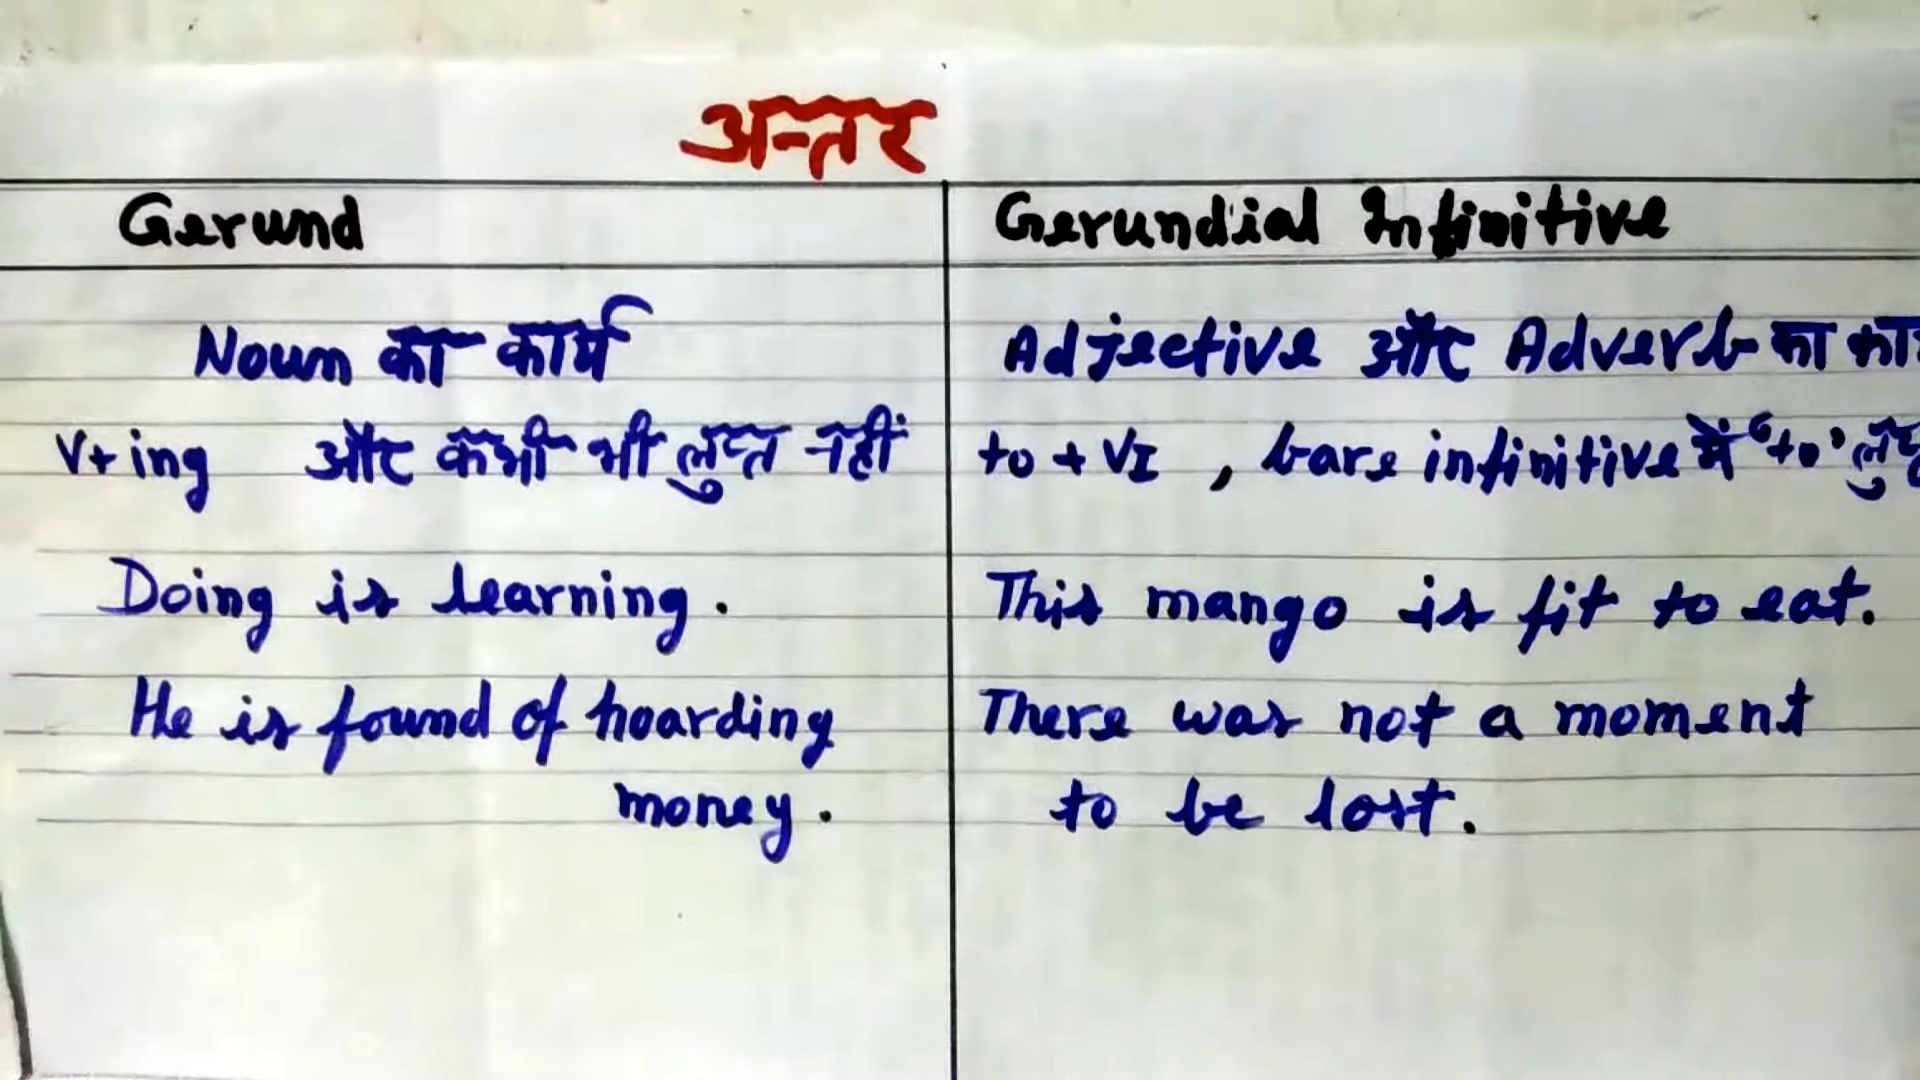 अन्तर
Gerund
Gerundial Infinitive
Noun का कार्य
Adjective और Adverb का
V+ing और कभी भी लुप्त नहीं
to + VI , bare infinitive में 'to'
Doing is learning.
This mango is fit to eat.
He is found of hoarding
money.
There was not a moment
to be lost.